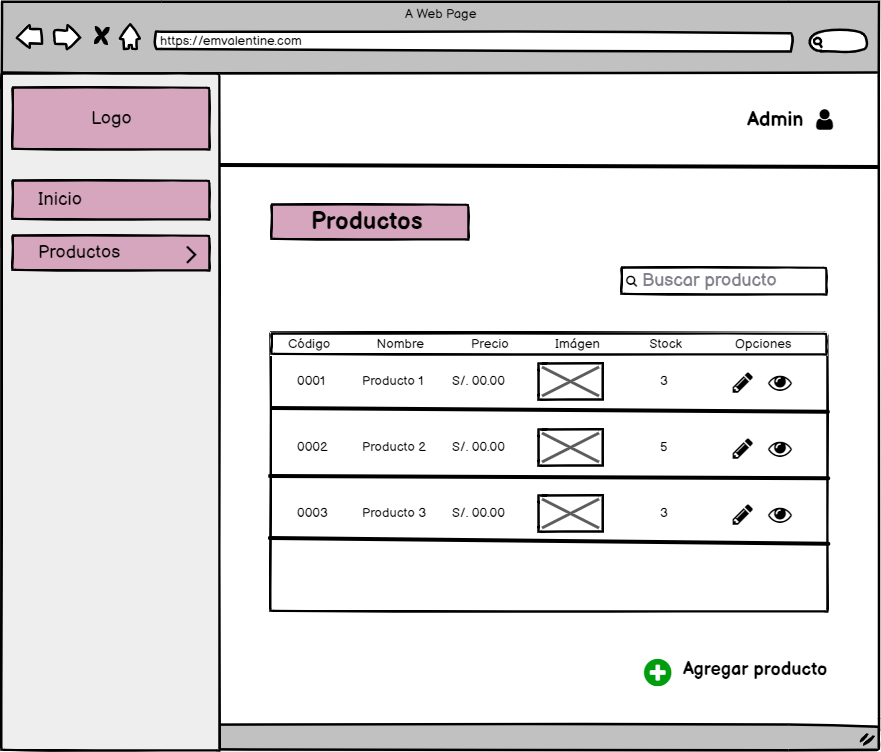 A Web Page
https://emvalentine.com
Logo
Admin
Inicio
Productos
Productos
Buscar producto
Código Nombre Precio Imágen Stock Opciones
0001 Producto 1 S/. 00.00 3
0002 Producto 2 S/. 00.00 5
0003 Producto 3 S/. 00.00 3
Agregar producto